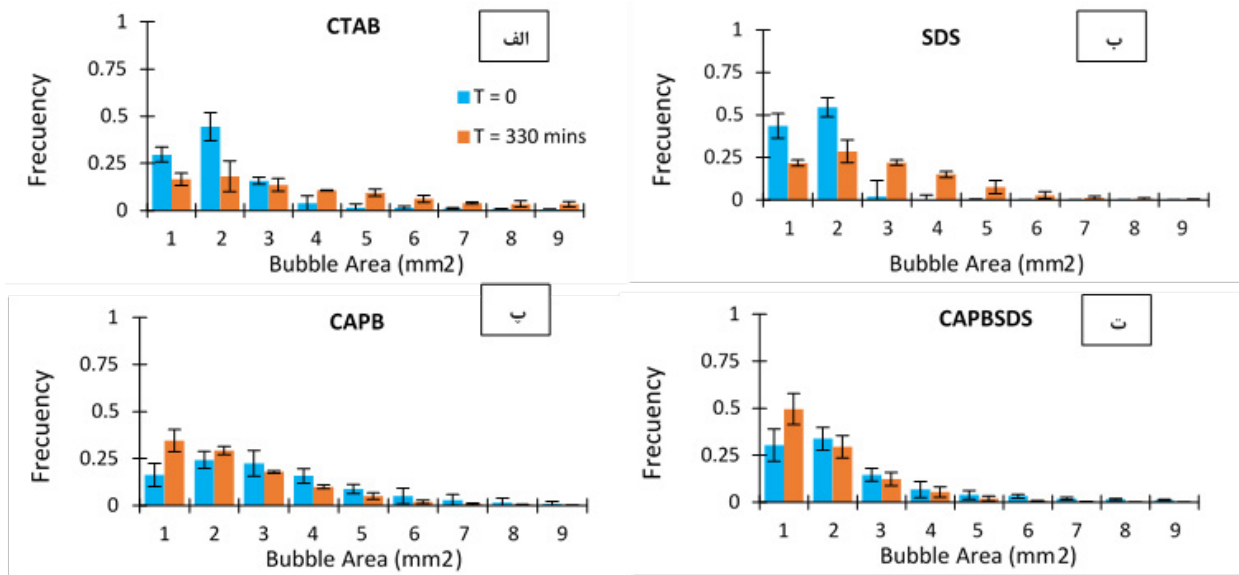 CTAB
الف
1
0.75
0.5
0.25
0
Frecuency
T = 0
T = 330 mins
1 2 3 4 5 6 7 8 9
Bubble Area (mm2)
SDS
ب
1
0.75
0.5
0.25
0
Frecuency
1 2 3 4 5 6 7 8 9
Bubble Area (mm2)
CAPB
پ
1
0.75
0.5
0.25
0
Frecuency
1 2 3 4 5 6 7 8 9
Bubble Area (mm2)
CAPBSDS
ت
1
0.75
0.5
0.25
0
Frecuency
1 2 3 4 5 6 7 8 9
Bubble Area (mm2)